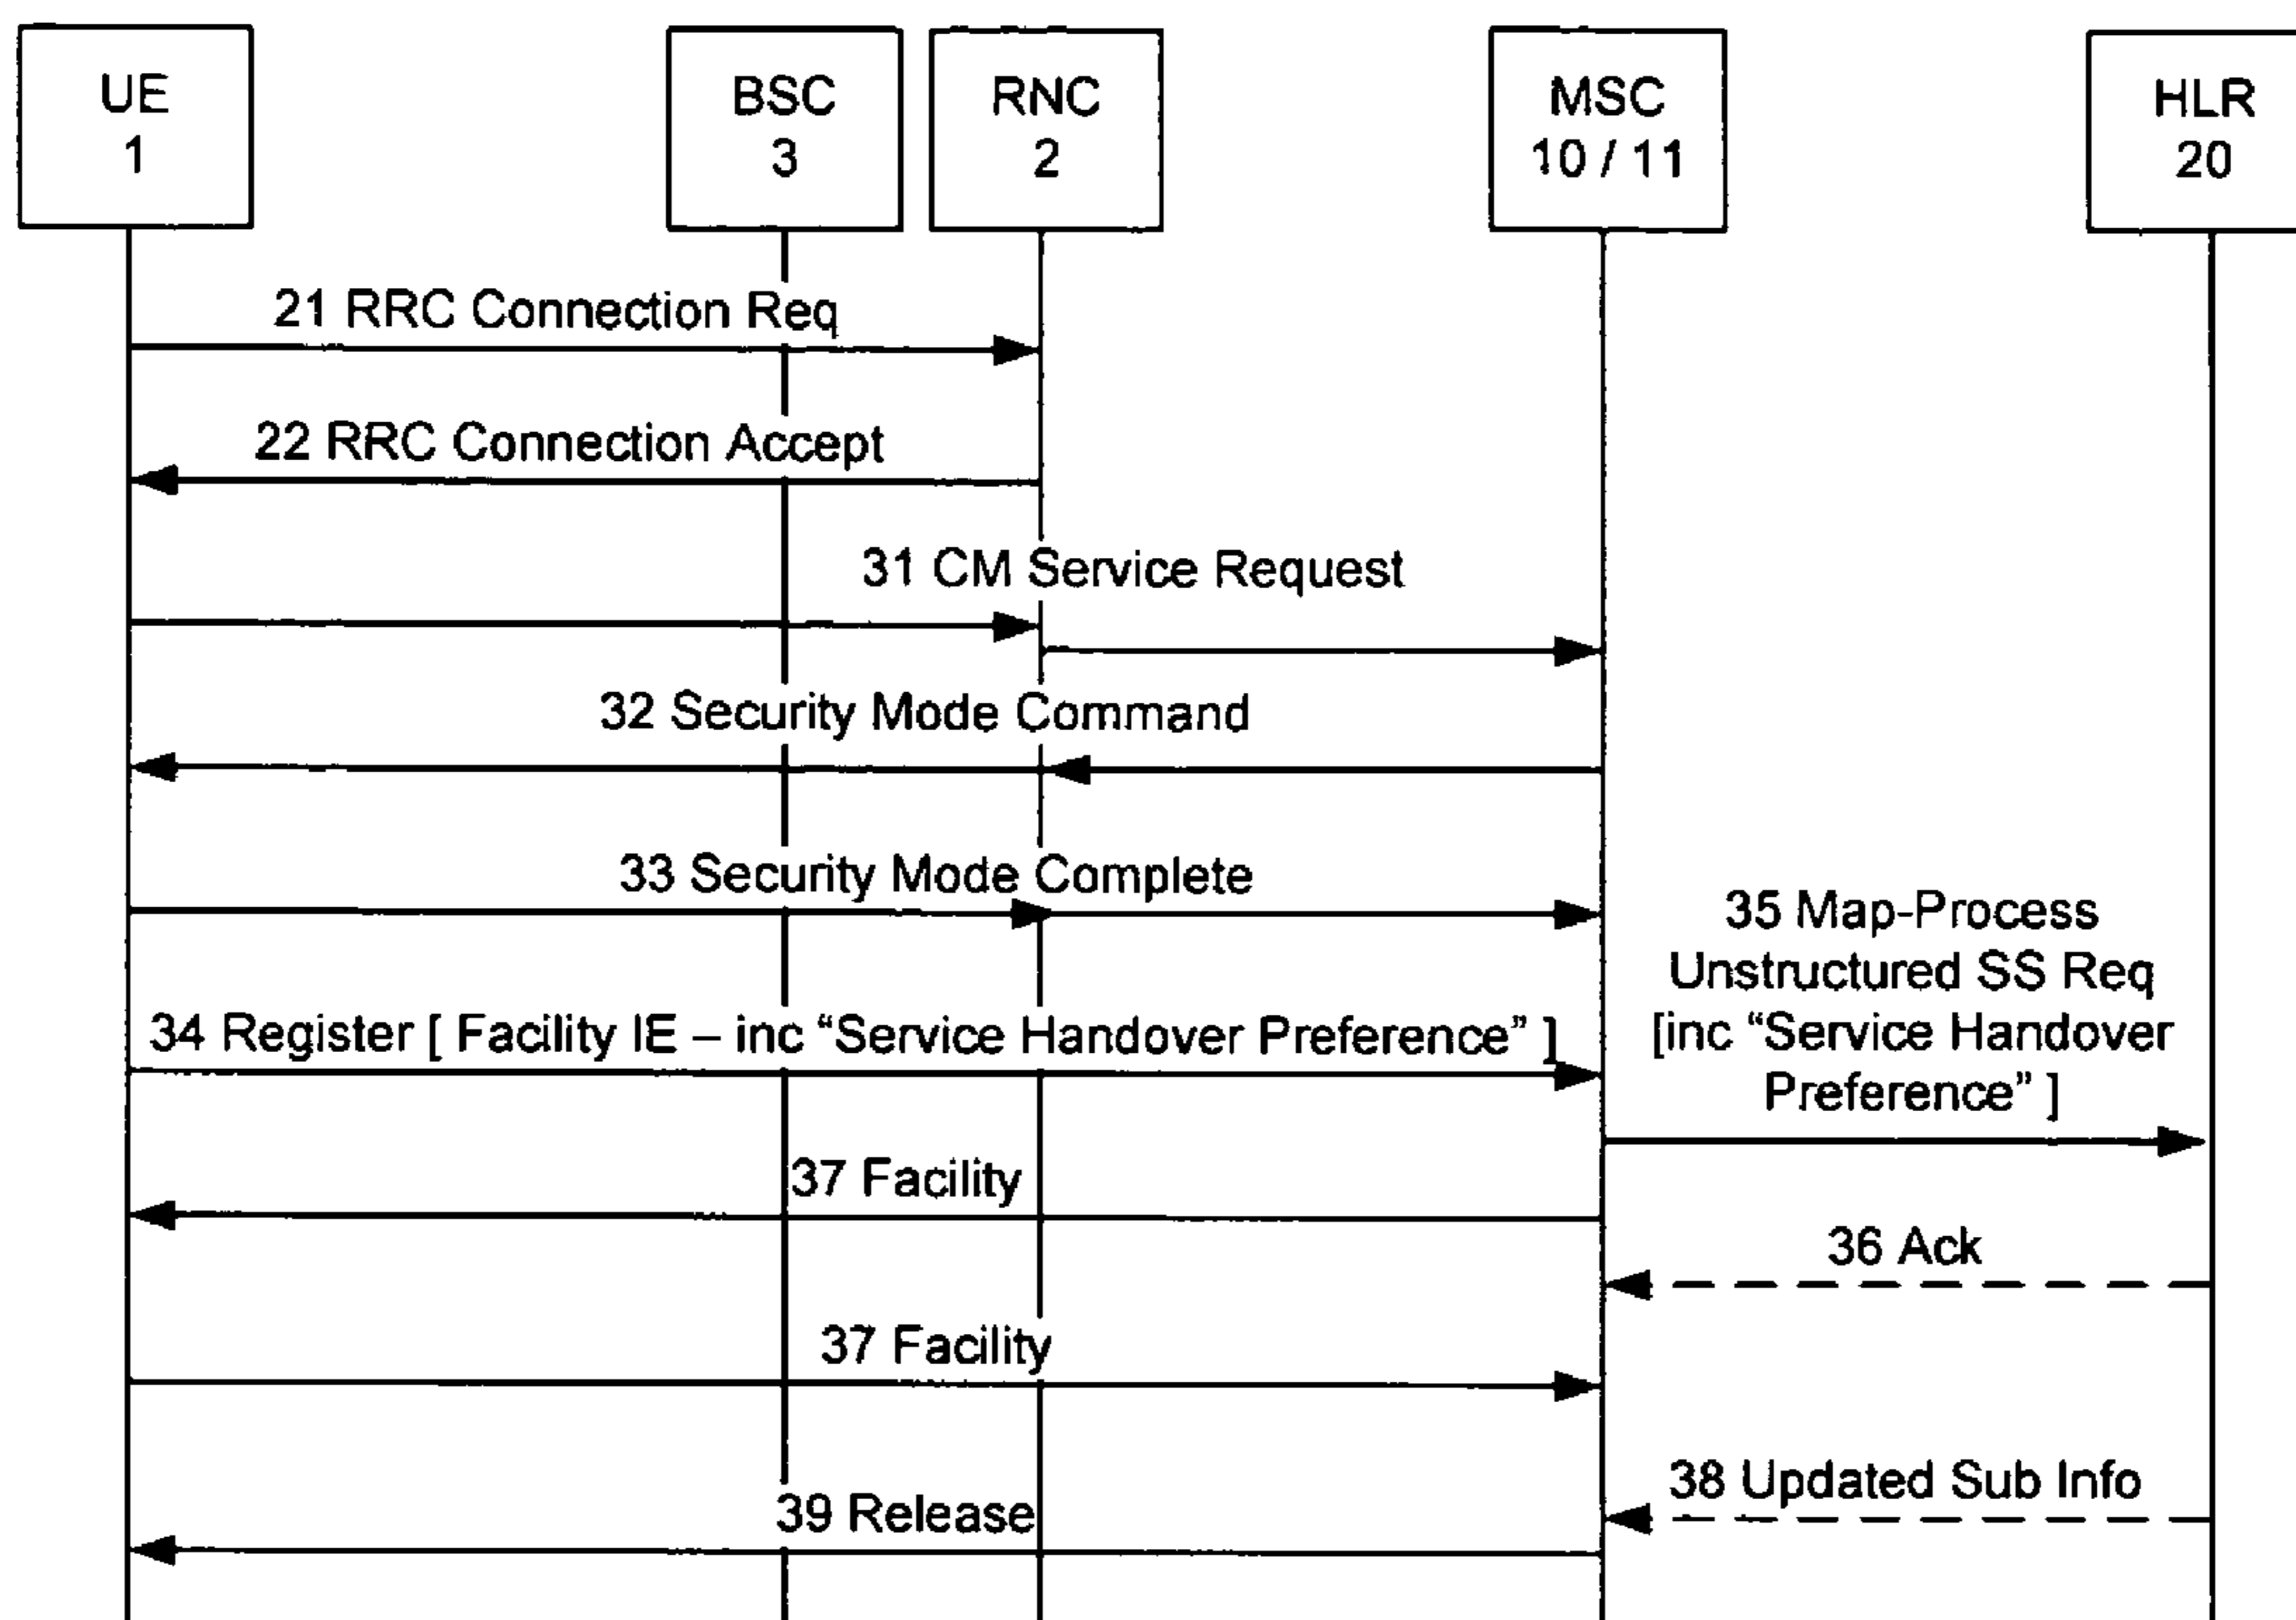 UE
1
BSC
3
RNC
2
MSC
10 / 11
HLR
20
21 RRC Connection Req
22 RRC Connection Accept
31 CM Service Request
32 Security Mode Command
33 Security Mode Complete
35 Map-Process
Unstructured SS Req
[inc “Service Handover
Preference” ]
34 Register [ Facility IE – inc “Service Handover Preference” ]
37 Facility
36 Ack
37 Facility
38 Updated Sub Info
39 Release